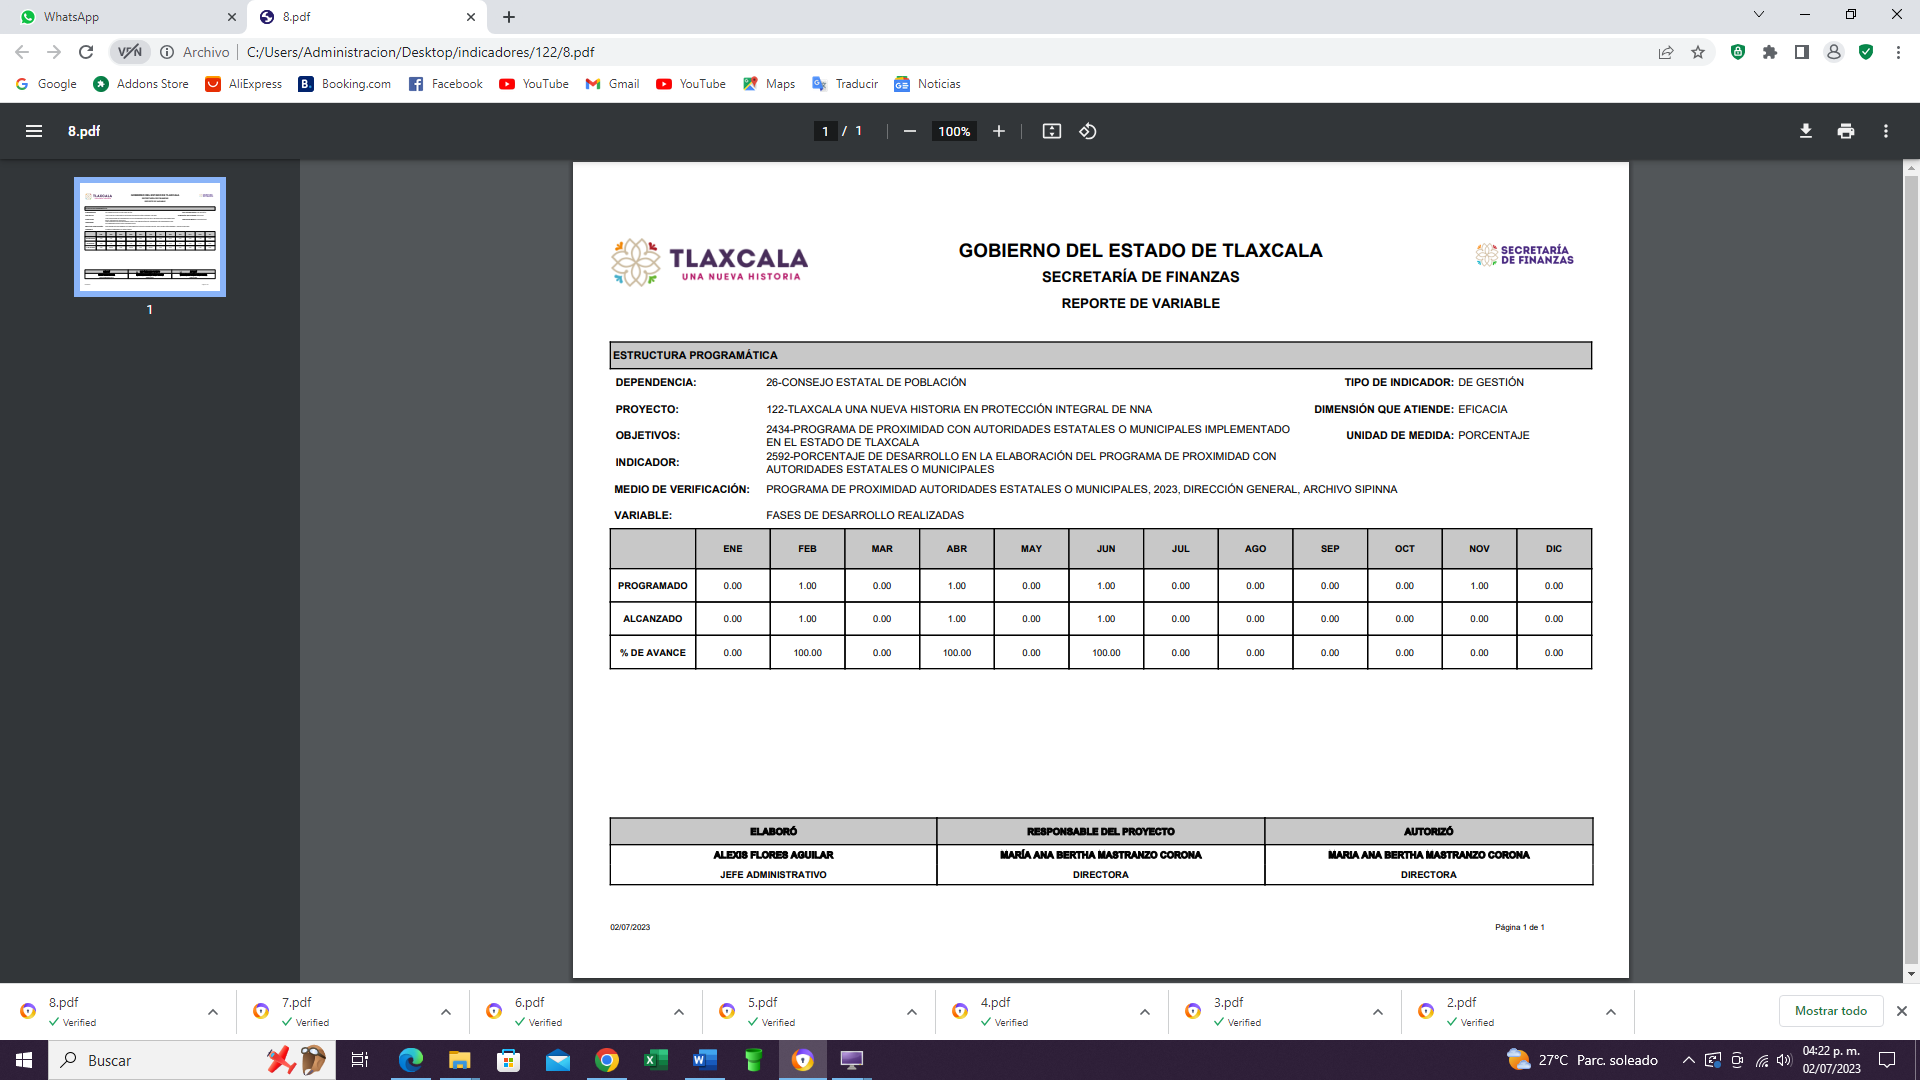 WhatsApp
8.pdf
VPN
Archivo
C:/Users/Administracion/Desktop/indicadores/122/8.pdf
Google
Addons Store
AliExpress
Booking.com
Facebook
YouTube
Gmail
YouTube
Maps
Traducir
Noticias
8.pdf
1 / 1
100%
1
TLAXCALA
UNA NUEVA HISTORIA
GOBIERNO DEL ESTADO DE TLAXCALA
SECRETARÍA DE FINANZAS
REPORTE DE VARIABLE
SECRETARÍA
DE FINANZAS
ESTRUCTURA PROGRAMÁTICA
DEPENDENCIA: 26-CONSEJO ESTATAL DE POBLACIÓN TIPO DE INDICADOR: DE GESTIÓN
PROYECTO: 122-TLAXCALA UNA NUEVA HISTORIA EN PROTECCIÓN INTEGRAL DE NNA DIMENSIÓN QUE ATIENDE: EFICACIA
OBJETIVOS: 2434-PROGRAMA DE PROXIMIDAD CON AUTORIDADES ESTATALES O MUNICIPALES IMPLEMENTADO
EN EL ESTADO DE TLAXCALA
UNIDAD DE MEDIDA: PORCENTAJE
INDICADOR: 2592-PORCENTAJE DE DESARROLLO EN LA ELABORACIÓN DEL PROGRAMA DE PROXIMIDAD CON
AUTORIDADES ESTATALES O MUNICIPALES
MEDIO DE VERIFICACIÓN: PROGRAMA DE PROXIMIDAD AUTORIDADES ESTATALES O MUNICIPALES, 2023, DIRECCIÓN GENERAL, ARCHIVO SIPINNA
VARIABLE: FASES DE DESARROLLO REALIZADAS
ENE FEB MAR ABR MAY JUN JUL AGO SEP OCT NOV DIC
PROGRAMADO 0.00 1.00 0.00 1.00 0.00 1.00 0.00 0.00 0.00 0.00 1.00 0.00
ALCANZADO 0.00 1.00 0.00 1.00 0.00 1.00 0.00 0.00 0.00 0.00 0.00 0.00
% DE AVANCE 0.00 100.00 0.00 100.00 0.00 100.00 0.00 0.00 0.00 0.00 0.00 0.00
ELABORÓ RESPONSABLE DEL PROYECTO AUTORIZÓ
ALEXIS FLORES AGUILAR MARÍA ANA BERTHA MASTRANZO CORONA MARIA ANA BERTHA MASTRANZO CORONA
JEFE ADMINISTRATIVO DIRECTORA DIRECTORA
02/07/2023 Página 1 de 1
8.pdf
Verified
7.pdf
Verified
6.pdf
Verified
5.pdf
Verified
4.pdf
Verified
3.pdf
Verified
2.pdf
Verified
Mostrar todo
Buscar
27°C Parc. soleado
04:22 p. m.
02/07/2023